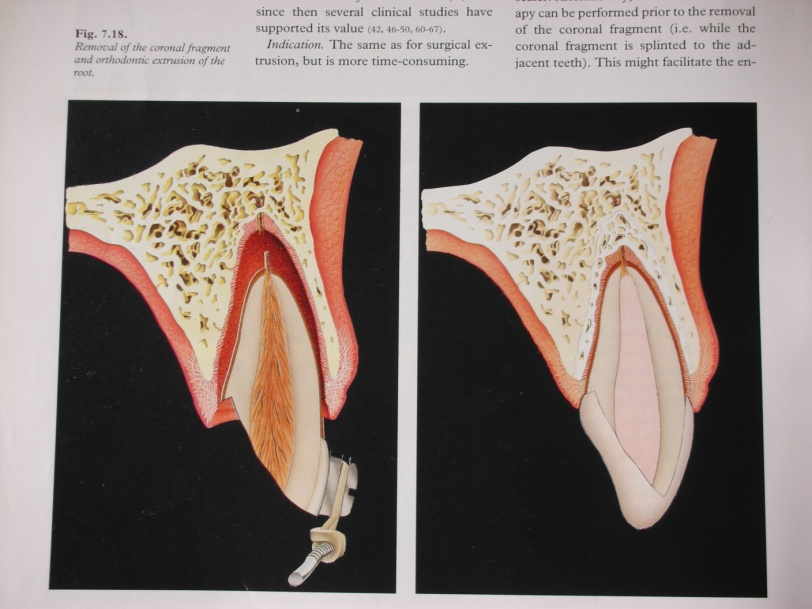 Fig. 7.18.
Removal of the coronal fragment
and orthodontic extrusion of the
root.
since then several clinical studies have
supported its value (42, 46-50, 60-67).
Indication. The same as for surgical ex-
trusion, but is more time-consuming.
apy can be performed prior to the removal
of the coronal fragment (i.e. while the
coronal fragment is splinted to the ad-
jacent teeth). This might facilitate the en-